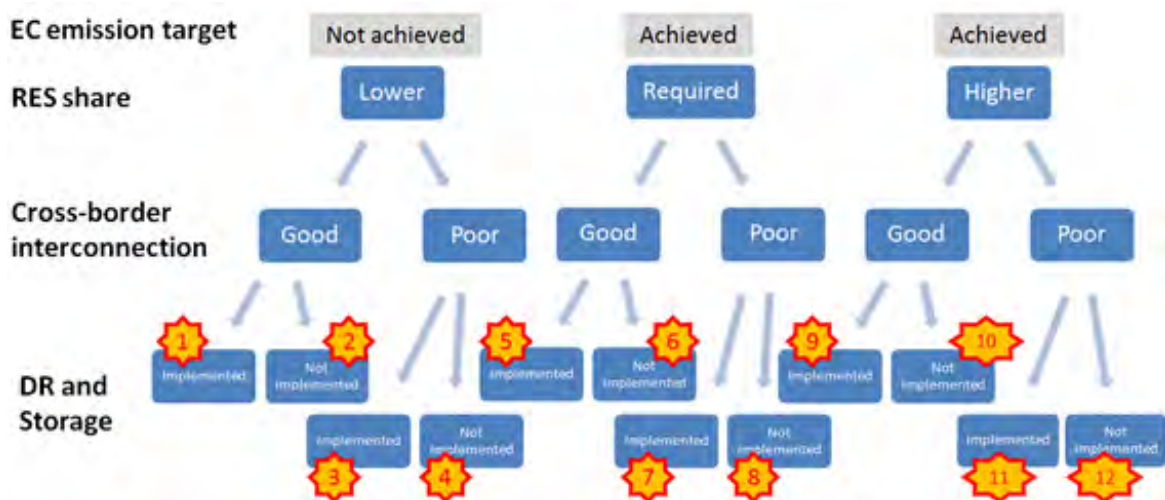 EC emission target
Not achieved
Achieved
Achieved
RES share
Lower
Required
Higher
Cross-border
interconnection
Good
Poor
Good
Poor
Good
Poor
DR and
Storage
1
Implemented
2
Not
Implemented
5
Implemented
6
Not
Implemented
9
Implemented
10
Not
Implemented
Implemented
3
Not
Implemented
4
Implemented
7
Not
Implemented
8
Implemented
11
Not
Implemented
12